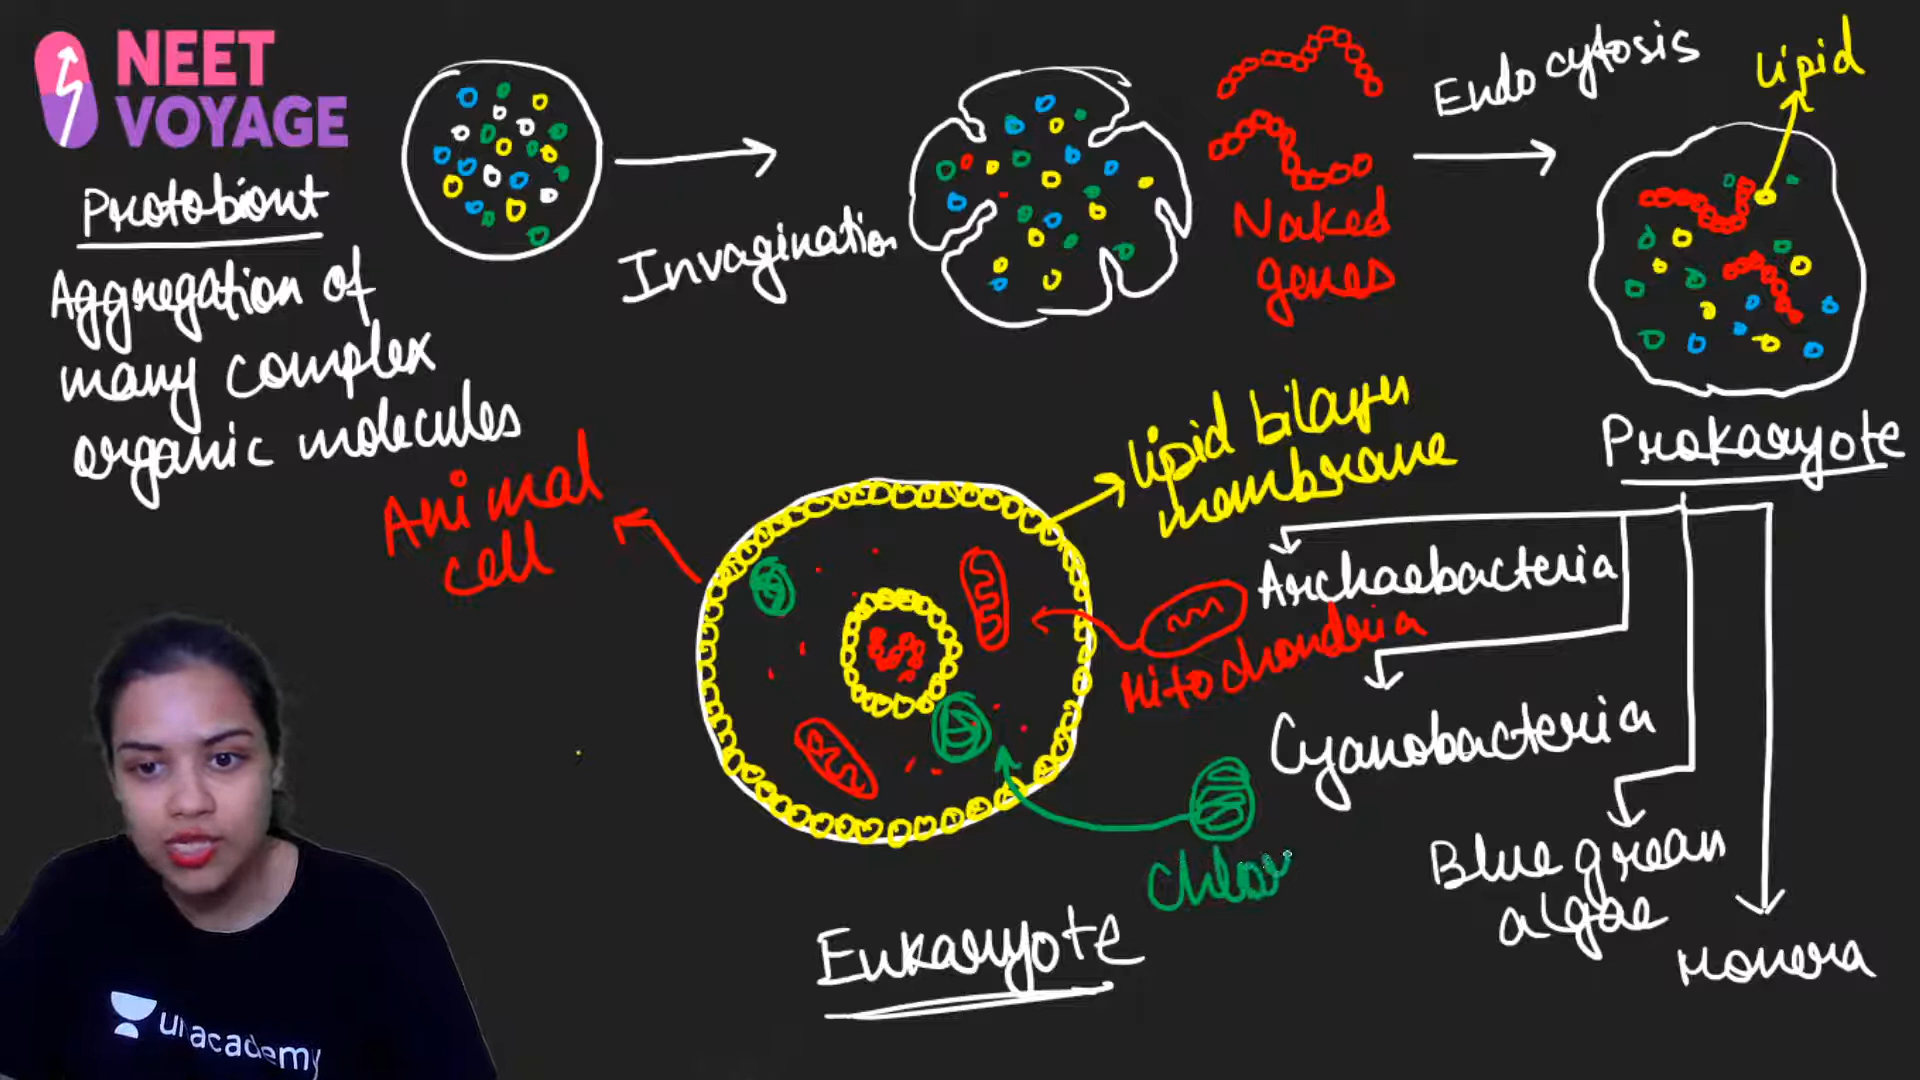 NEET
VOYAGE
Protobiont
Aggregation of
many complex
organic molecules
Invagination
Naked
genes
Endocytosis
Lipid
Prokaryote
Animal
cell
Lipid bilayer
membrane
Archaebacteria
Mitochondria
Cyanobacteria
Blue green
algae
Monera
Chlor
Eukaryote
unacademy